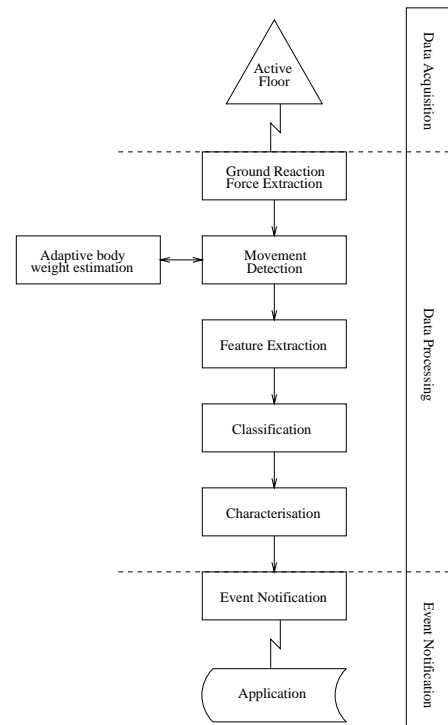 Active
Floor
Data Acquisition
Ground Reaction
Force Extraction
Adaptive body
weight estimation
Movement
Detection
Feature Extraction
Data Processing
Classification
Characterisation
Event Notification
Event Notification
Application